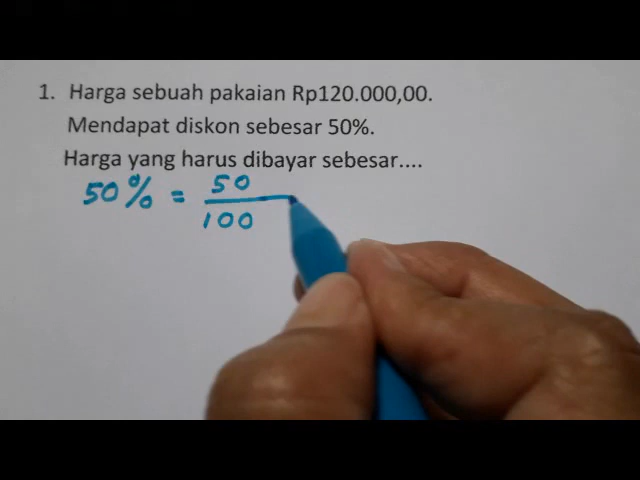 1. Harga sebuah pakaian Rp120.000,00.
Mendapat diskon sebesar 50%.
Harga yang harus dibayar sebesar....
50% = 50
100